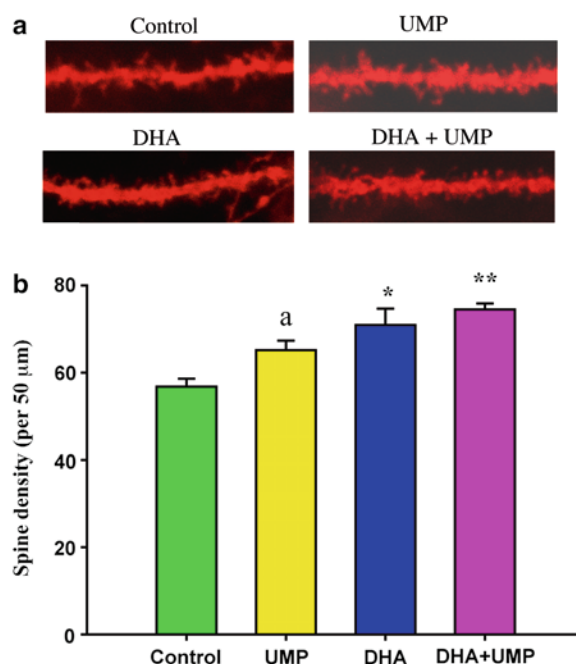 a
Control UMP
DHA DHA + UMP
b
Spine density (per 50 μm)
80
60
40
20
0
a * **
Control UMP DHA DHA+UMP